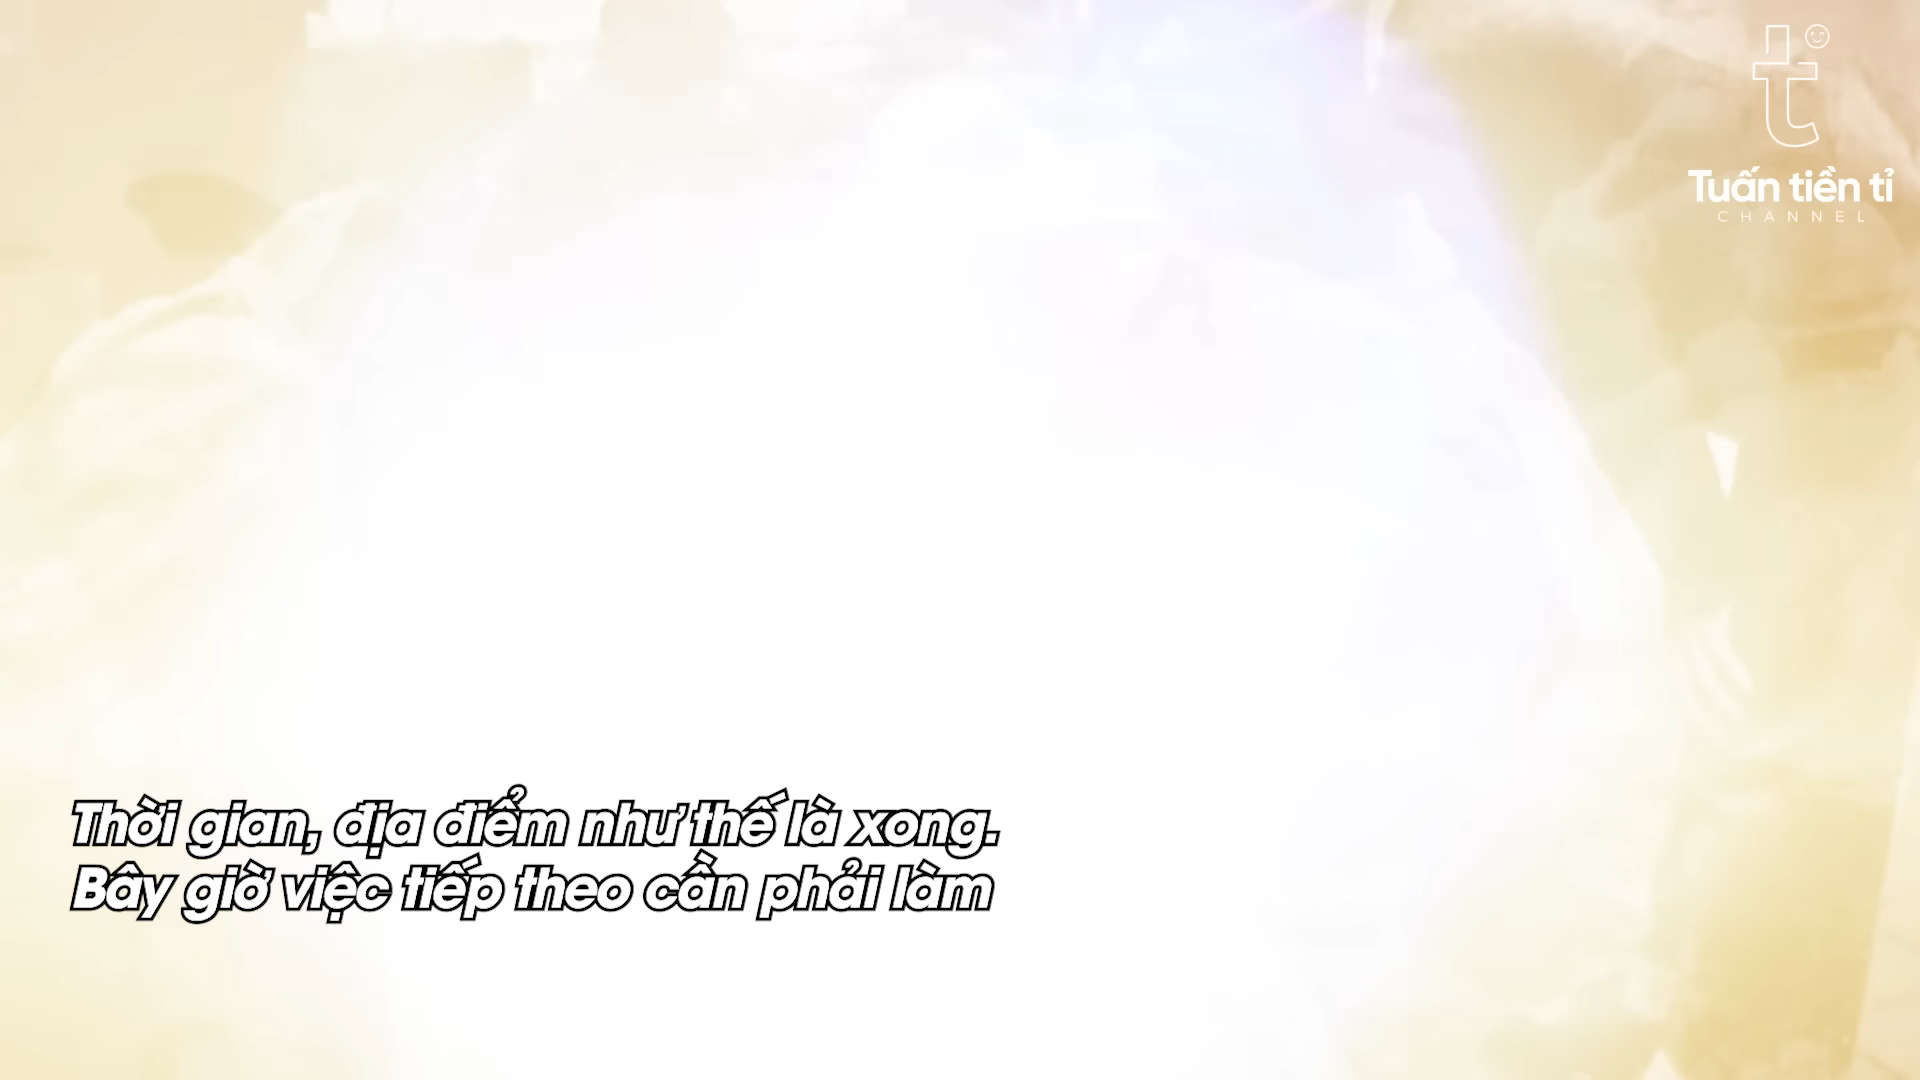 Tuấn tiền tỉ
CHANNEL
Thời gian, địa điểm như thế là xong.
Bây giờ việc tiếp theo cần phải làm